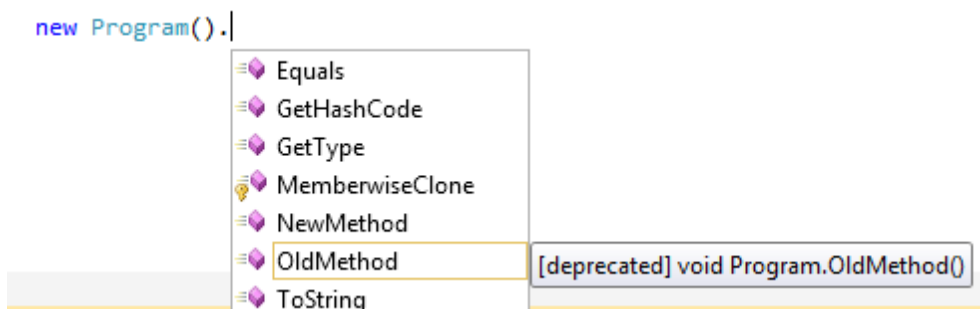 new Program().
Equals
GetHashCode
GetType
MemberwiseClone
NewMethod
OldMethod
[deprecated] void Program.OldMethod()
ToString